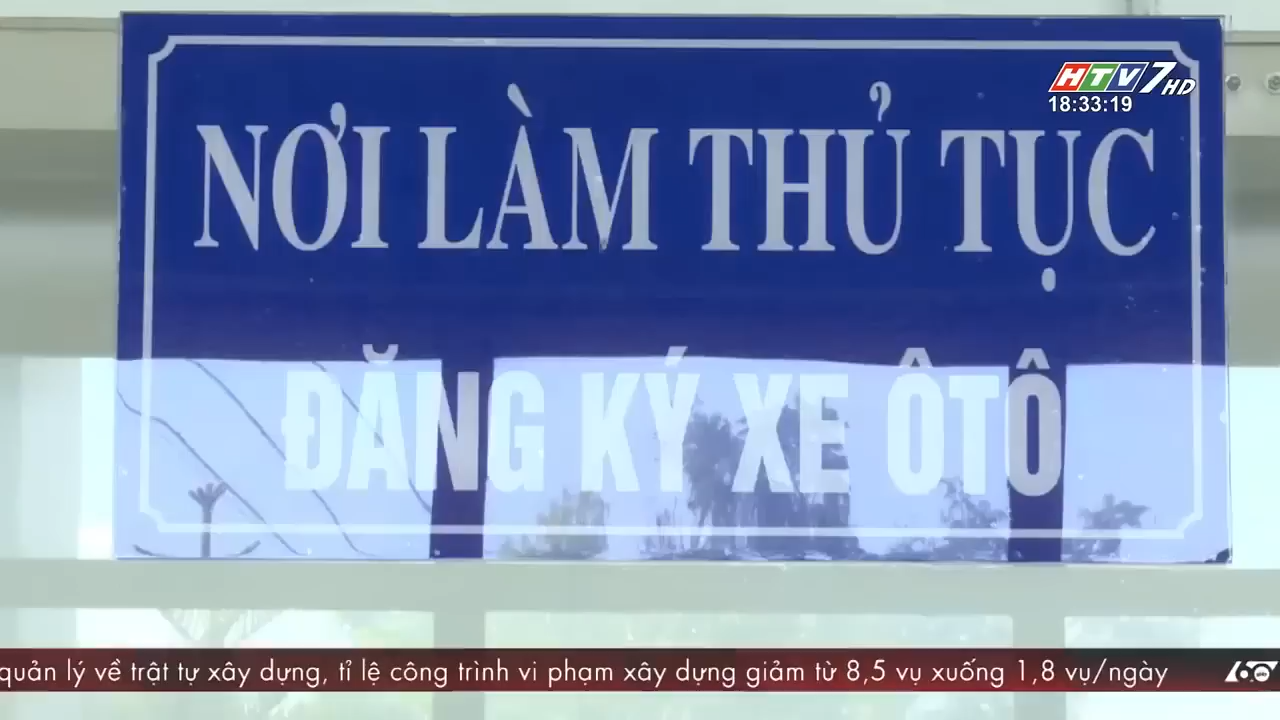 HTV7 HD
18:33:19
NƠI LÀM THỦ TỤC
ĐĂNG KÝ XE ÔTÔ
quản lý về trật tự xây dựng, tỉ lệ công trình vi phạm xây dựng giảm từ 8,5 vụ xuống 1,8 vụ/ngày
60 giây